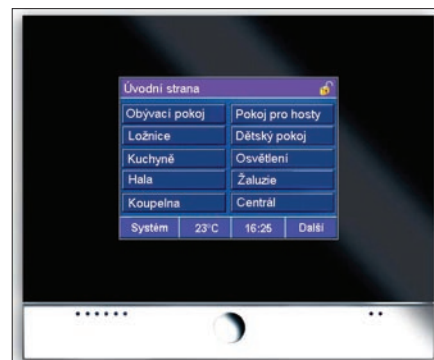 Úvodní strana
Obývací pokoj Pokoj pro hosty
Ložnice Dětský pokoj
Kuchyně Osvětlení
Hala Žaluzie
Koupelna Centrál
Systém 23°C 16:25 Další